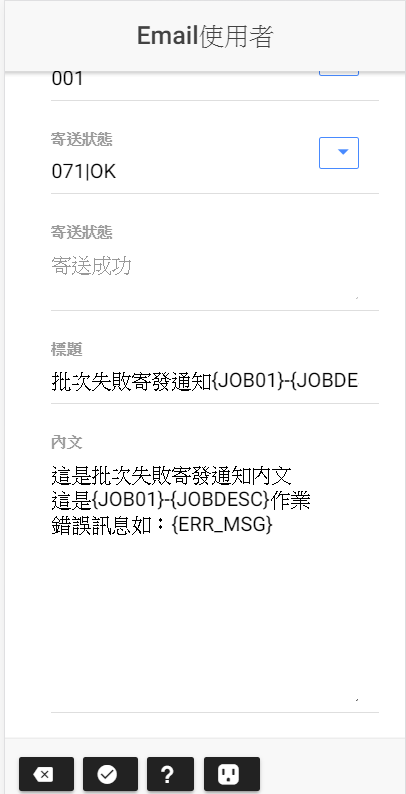 Email使用者
001
寄送狀態
071|OK
寄送狀態
寄送成功
標題
批次失敗寄發通知{JOB01}-{JOBDE
內文
這是批次失敗寄發通知內文
這是{JOB01}-{JOBDESC}作業
錯誤訊息如：{ERR_MSG}
?